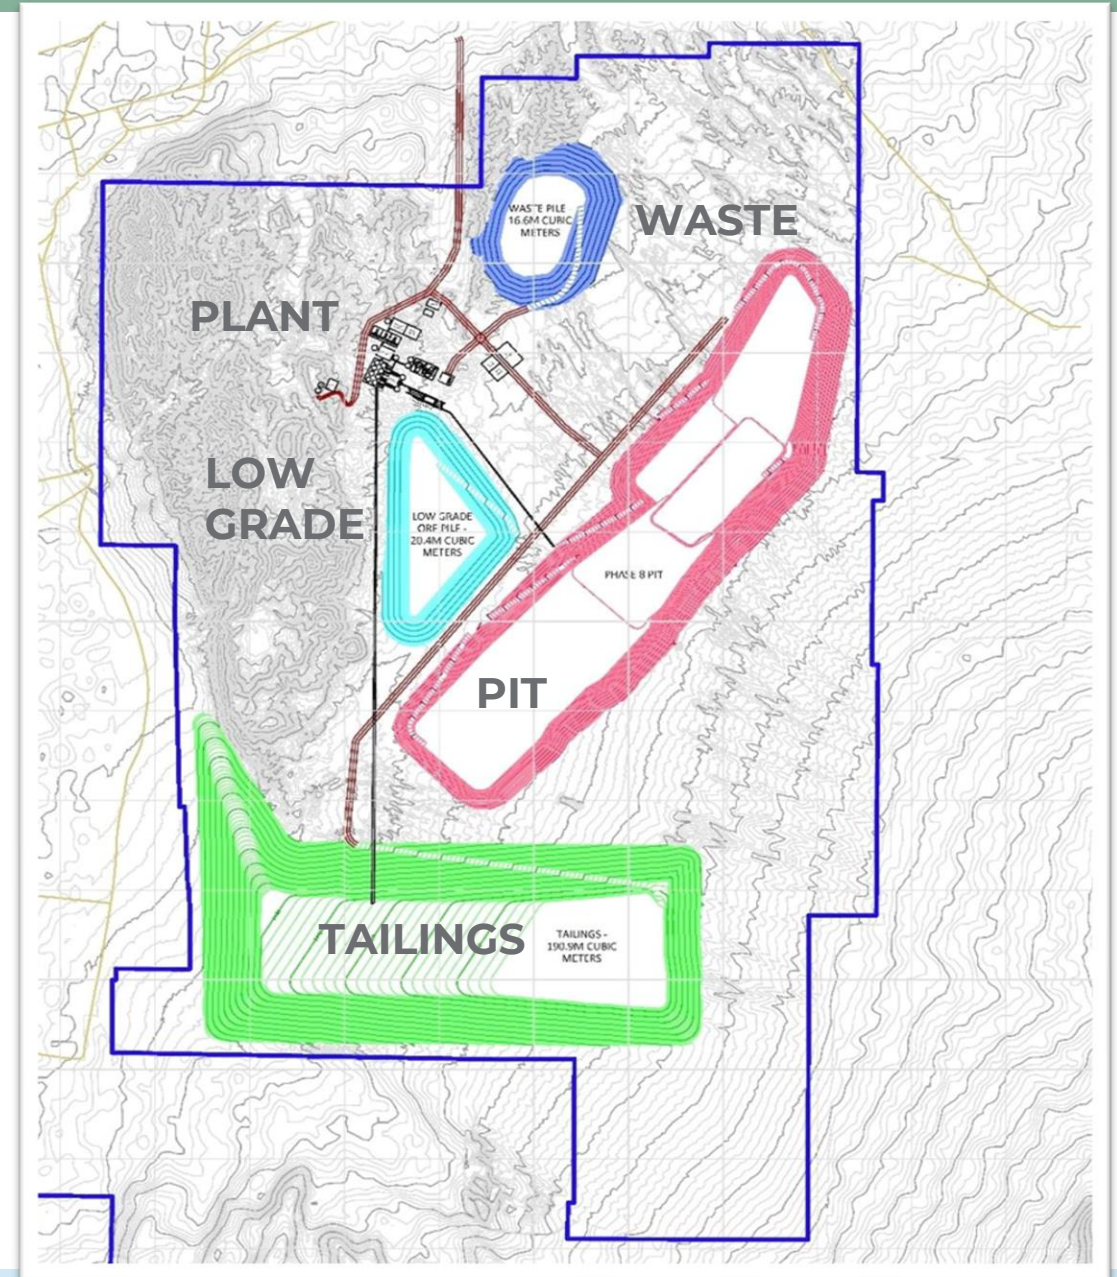 WASTE PILE
16.6M CUBIC
METERS
WASTE
PLANT
LOW
GRADE
LOW GRADE
ORE PILE -
20.4M CUBIC
METERS
PHASE 8 PIT
PIT
TAILINGS
TAILINGS -
190.9M CUBIC
METERS